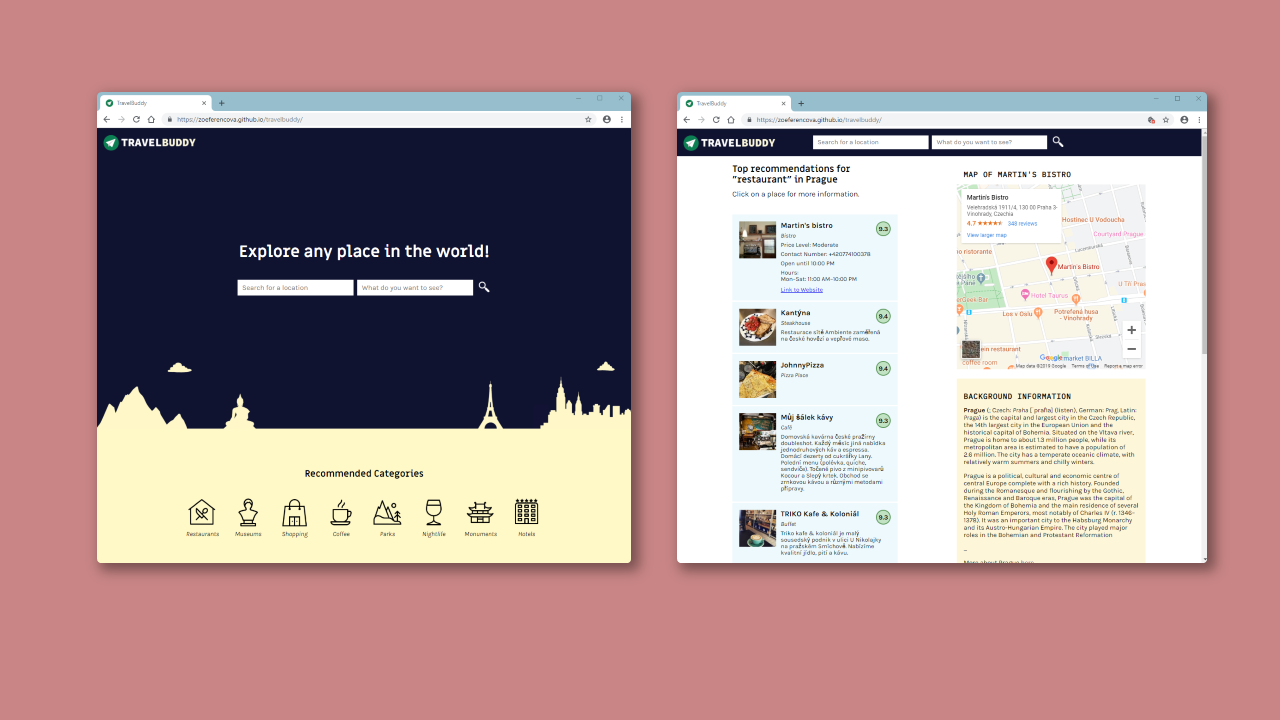 TravelBuddy
https://zoeferencova.github.io/travelbuddy/
TRAVELBUDDY
Explore any place in the world!
Search for a location
What do you want to see?
Recommended Categories
Restaurants
Museums
Shopping
Coffee
Parks
Nightlife
Monuments
Hotels
TravelBuddy
https://zoeferencova.github.io/travelbuddy/
TRAVELBUDDY
Search for a location
What do you want to see?
Top recommendations for
"restaurant" in Prague
Click on a place for more information.
Martin's bistro
9.3
Bistro
Price Level: Moderate
Contact Number: +420774100378
Open until 10:00 PM
Hours:
Mon-Sat: 11:00 AM-10:00 PM
Link to Website
Kantýna
9.4
Steakhouse
Restaurace sítě Ambiente zaměřená
na české hovězí a vepřové maso.
JohnnyPizza
9.4
Pizza Place
Můj šálek kávy
9.3
Café
Domovská kavárna České pražírny
doubleshot. Každý měsíc jiná nabídka
jednodruhových káv a espressa.
Domácí dezerty od cukrářky Lany.
Polední menu (polévka, quiche,
sendvič). Točené pivo z minipivovarů
Kocour a Slepý krtek. Obchod se
zrnkovou kávou a různými metodami
přípravy.
TRIKO Kafe & Koloniál
9.3
Buffet
Triko kafe & koloniál je malý
sousedský podnik v ulici U Nikolajky
na pražském Smíchově. Nabízíme
kvalitní jídlo, pití a kávu.
MAP OF MARTIN'S BISTRO
Martin's Bistro
Veletradská 1911/4, 130 00 Praha 3-
Vinohrady, Czechia
4.7
348 reviews
View larger map
Hostinec U Vodoucha
Courtyard Prague
ristorante
Martin's Bistro
Hotel Taurus
U Tří Pras
GeekBar
Los v Oslu
Potrefená husa
- Vinohrady
restaurant
coffee room
Google
market BILLA
Map data ©2019 Google
Terms of Use
Report a map error
BACKGROUND INFORMATION
Prague (; Czech: Praha [ˈpraɦa] (listen), German: Prag, Latin:
Praga) is the capital and largest city in the Czech Republic,
the 14th largest city in the European Union and the
historical capital of Bohemia. Situated on the Vltava river,
Prague is home to about 1.3 million people, while its
metropolitan area is estimated to have a population of
2.6 million. The city has a temperate oceanic climate, with
relatively warm summers and chilly winters.
Prague is a political, cultural and economic centre of
central Europe complete with a rich history. Founded
during the Romanesque and flourishing by the Gothic,
Renaissance and Baroque eras, Prague was the capital of
the Kingdom of Bohemia and the main residence of several
Holy Roman Emperors, most notably of Charles IV (r. 1346-
1378). It was an important city to the Habsburg Monarchy
and its Austro-Hungarian Empire. The city played major
roles in the Bohemian and Protestant Reformation